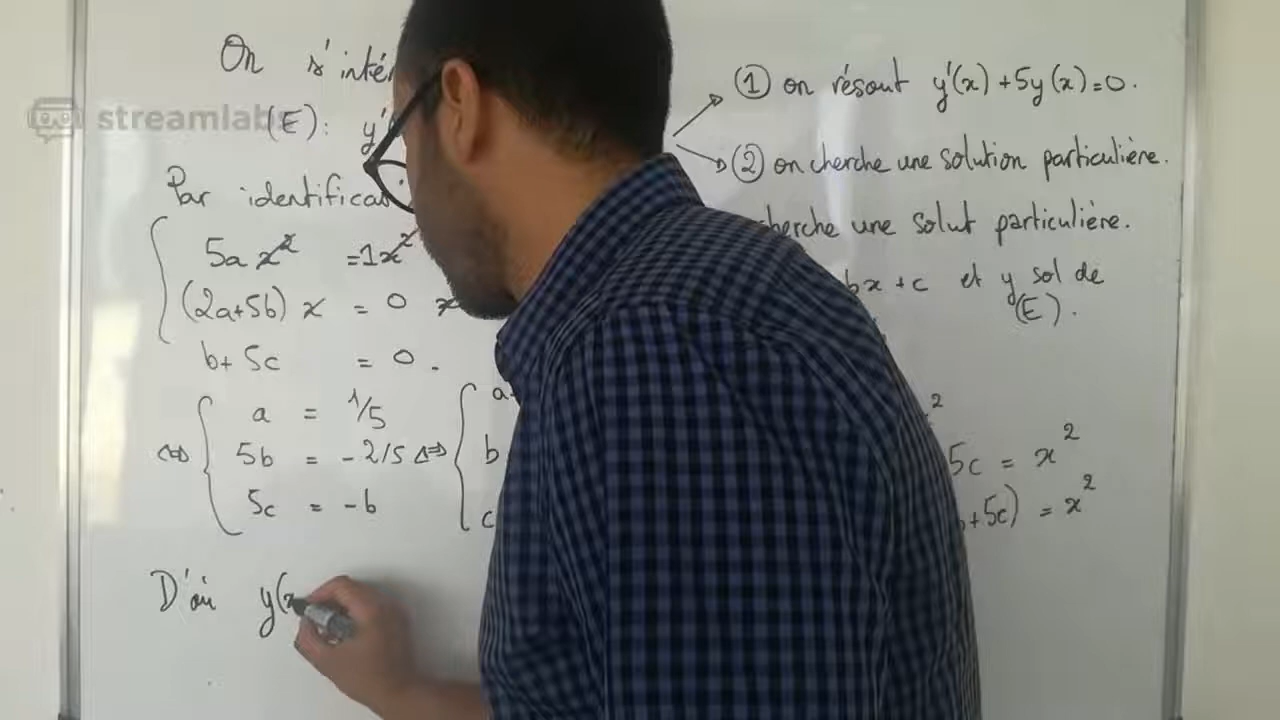 On s'inté
streamlab
(E): y'
Par identifica
5a x² = 1x²
(2a+5b) x = 0 x
b+ 5c = 0.
⇔ a = 1/5
5b = -2/5 ⇔
5c = -b
a
b
c
D'où y(x
① on résout y'(x) +5y(x)=0.
② on cherche une solution particulière.
cherche une solut particulière.
bx +c et y sol de
(E).
2
5c = x²
+5c) = x²